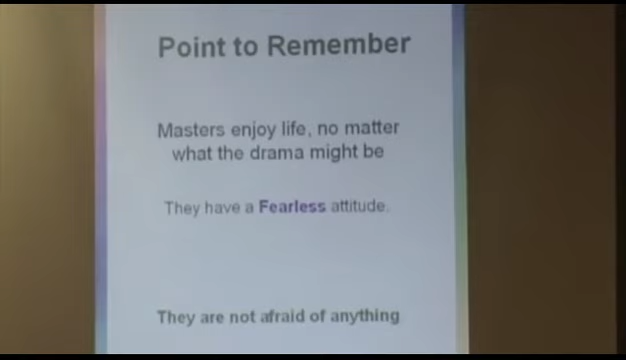 Point to Remember
Masters enjoy life, no matter
what the drama might be
They have a Fearless attitude.
They are not afraid of anything